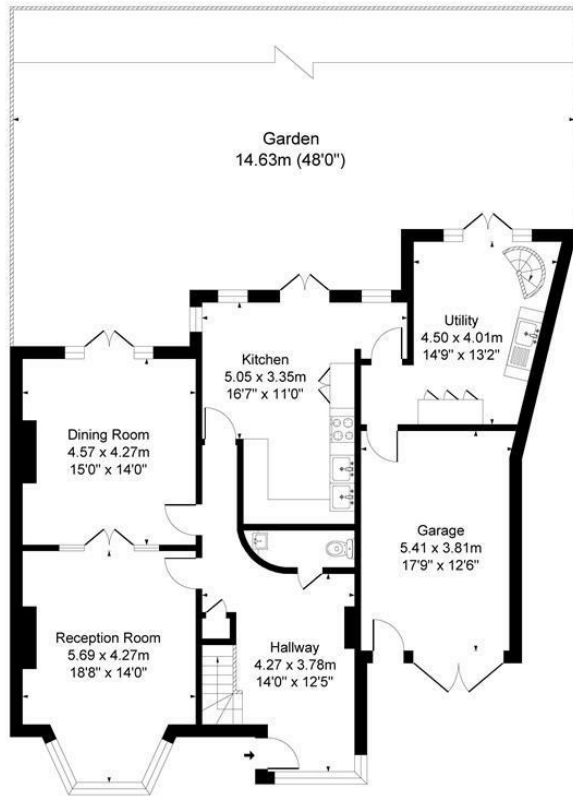 Garden
14.63m (48'0")
Utility
4.50 x 4.01m
14'9" x 13'2"
Kitchen
5.05 x 3.35m
16'7" x 11'0"
Dining Room
4.57 x 4.27m
15'0" x 14'0"
Garage
5.41 x 3.81m
17'9" x 12'6"
Reception Room
5.69 x 4.27m
18'8" x 14'0"
Hallway
4.27 x 3.78m
14'0" x 12'5"